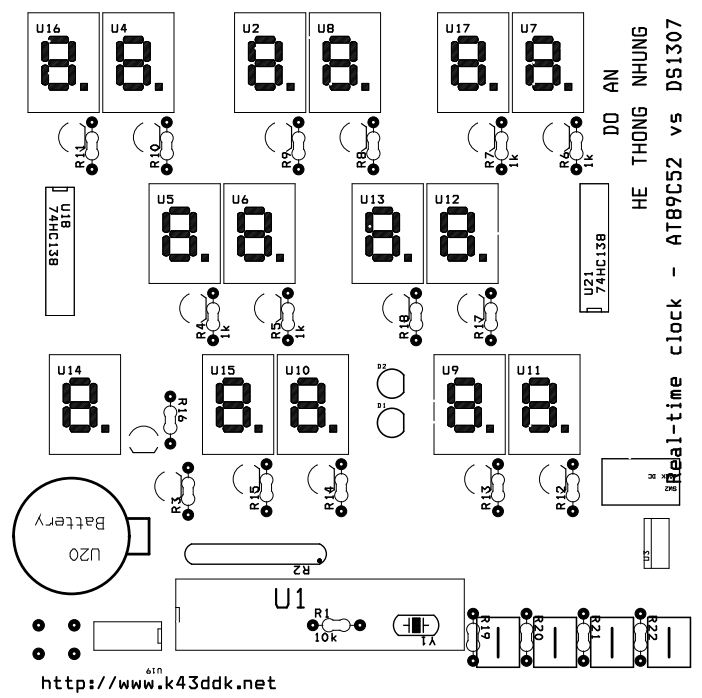 U16 U4 U2 U8 U17 U7
R11 R10 R9 R8 R7 1k R6 1k
DO AN
HE THONG NHUNG
Real-time clock - AT89C52 vs DS1307
U18
74HC138
U5 U6 U13 U12
U21
74HC138
R4 1k R5 1k R18 R17
U14 U15 U10 U9 U11
D2
D1
R16
R3 R15 R14 R13 R12
SW2
DC
Battery
U20
R2
U3
U1
R1
10k
Y1
R19 R20 R21 R22
U19
http://www.k43ddk.net